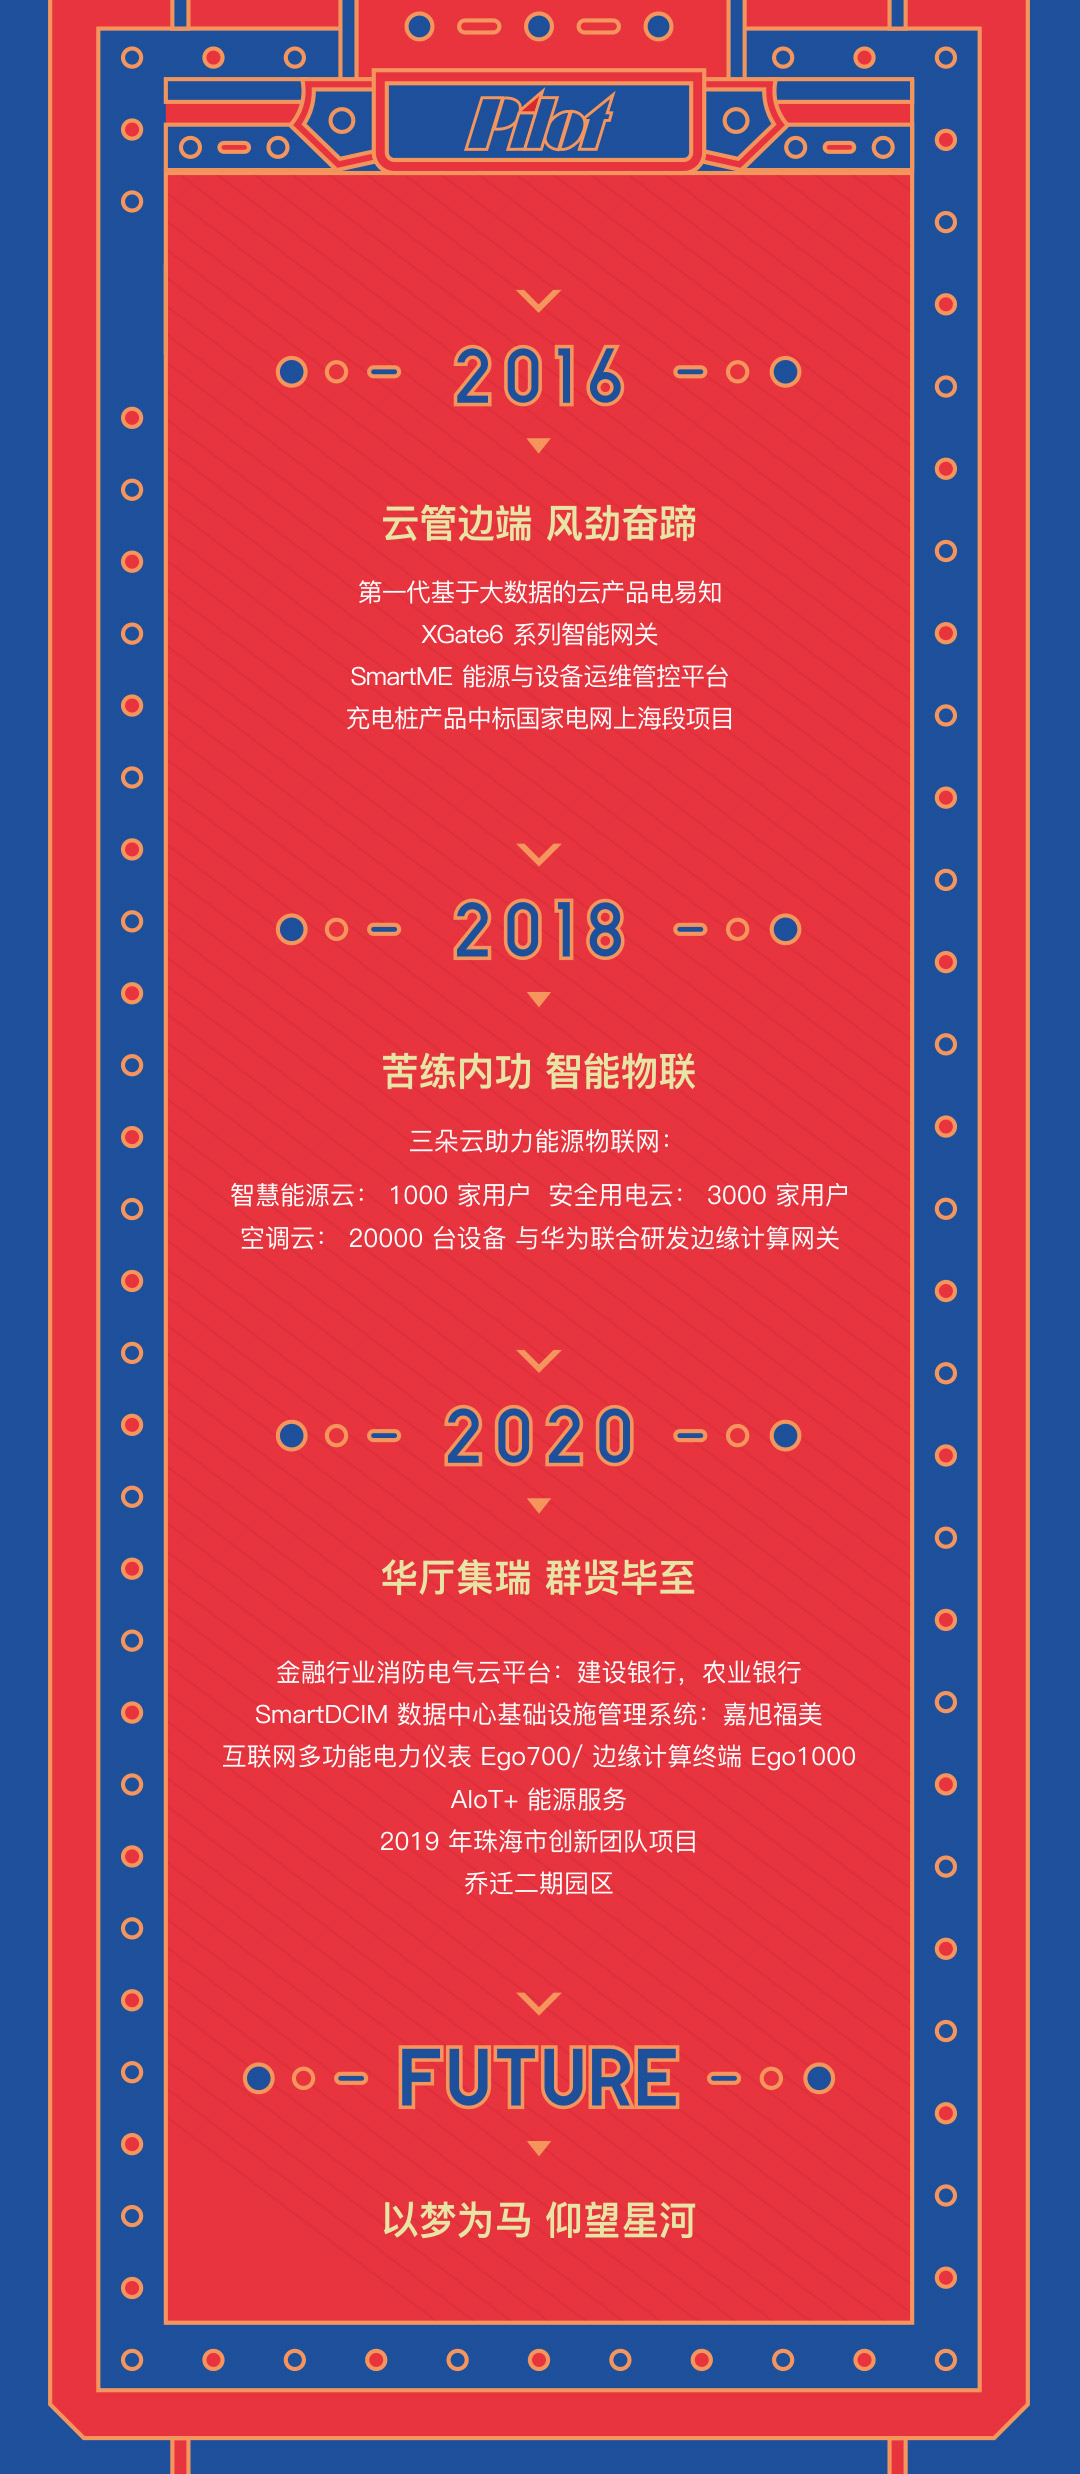 Pilot
2016
云管边端 风劲奋蹄
第一代基于大数据的云产品电易知
XGate6 系列智能网关
SmartME 能源与设备运维管控平台
充电桩产品中标国家电网上海段项目
2018
苦练内功 智能物联
三朵云助力能源物联网：
智慧能源云： 1000 家用户 安全用电云： 3000 家用户
空调云： 20000 台设备 与华为联合研发边缘计算网关
2020
华厅集瑞 群贤毕至
金融行业消防电气云平台：建设银行，农业银行
SmartDCIM 数据中心基础设施管理系统：嘉旭福美
互联网多功能电力仪表 Ego700/ 边缘计算终端 Ego1000
AIoT+ 能源服务
2019 年珠海市创新团队项目
乔迁二期园区
FUTURE
以梦为马 仰望星河